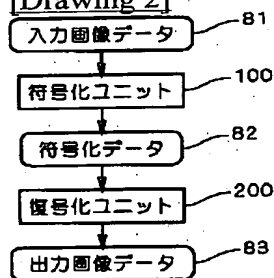 [Drawing 2]
81
入力画像データ
100
符号化ユニット
82
符号化データ
200
復号化ユニット
83
出力画像データ